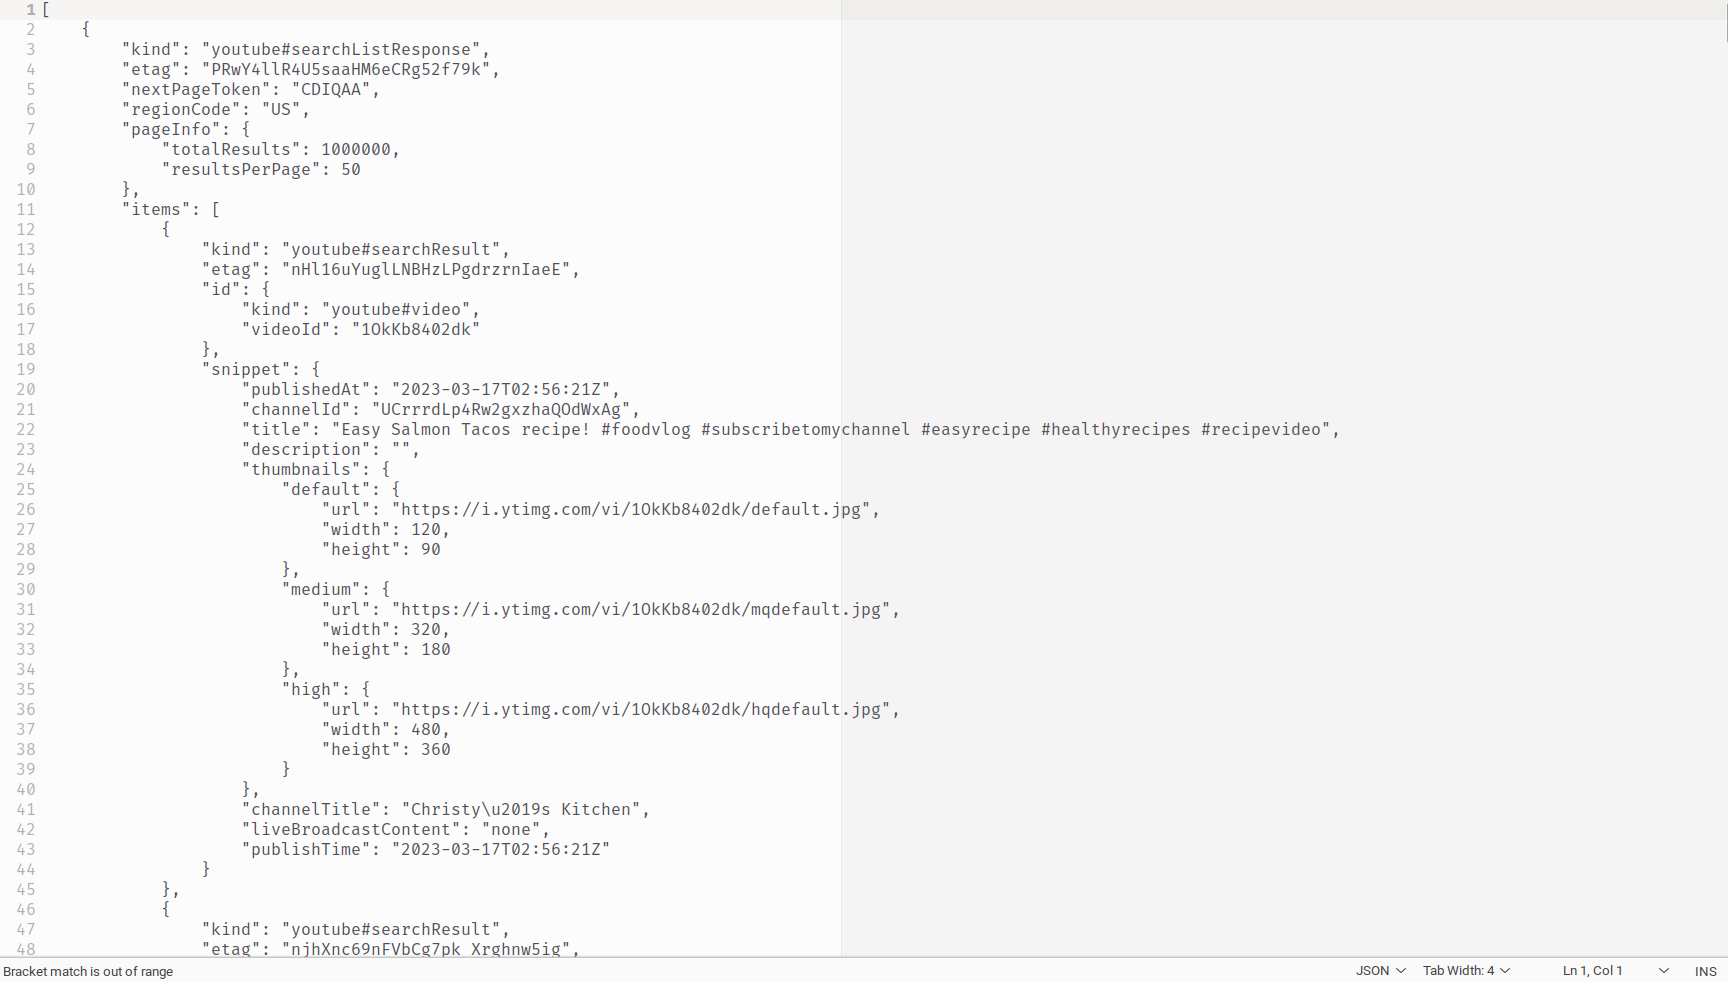 1 [
2     {
3         "kind": "youtube#searchListResponse",
4         "etag": "PRwY4llR4U5saaHM6eCRg52f79k",
5         "nextPageToken": "CDIQAA",
6         "regionCode": "US",
7         "pageInfo": {
8             "totalResults": 1000000,
9             "resultsPerPage": 50
10         },
11         "items": [
12             {
13                 "kind": "youtube#searchResult",
14                 "etag": "nHl16uYuglLNBHzLPgdrzrnIaeE",
15                 "id": {
16                     "kind": "youtube#video",
17                     "videoId": "1OkKb8402dk"
18                 },
19                 "snippet": {
20                     "publishedAt": "2023-03-17T02:56:21Z",
21                     "channelId": "UCrrrdLp4Rw2gxzhaQOdWxAg",
22                     "title": "Easy Salmon Tacos recipe! #foodvlog #subscribetomychannel #easyrecipe #healthyrecipes #recipevideo",
23                     "description": "",
24                     "thumbnails": {
25                         "default": {
26                             "url": "https://i.ytimg.com/vi/1OkKb8402dk/default.jpg",
27                             "width": 120,
28                             "height": 90
29                         },
30                         "medium": {
31                             "url": "https://i.ytimg.com/vi/1OkKb8402dk/mqdefault.jpg",
32                             "width": 320,
33                             "height": 180
34                         },
35                         "high": {
36                             "url": "https://i.ytimg.com/vi/1OkKb8402dk/hqdefault.jpg",
37                             "width": 480,
38                             "height": 360
39                         }
40                     },
41                     "channelTitle": "Christy\u2019s Kitchen",
42                     "liveBroadcastContent": "none",
43                     "publishTime": "2023-03-17T02:56:21Z"
44                 }
45             },
46             {
47                 "kind": "youtube#searchResult",
48                 "etag": "njhXnc69nFVbCg7pk_Xrghnw5ig",
Bracket match is out of range JSON Tab Width: 4 Ln 1, Col 1 INS